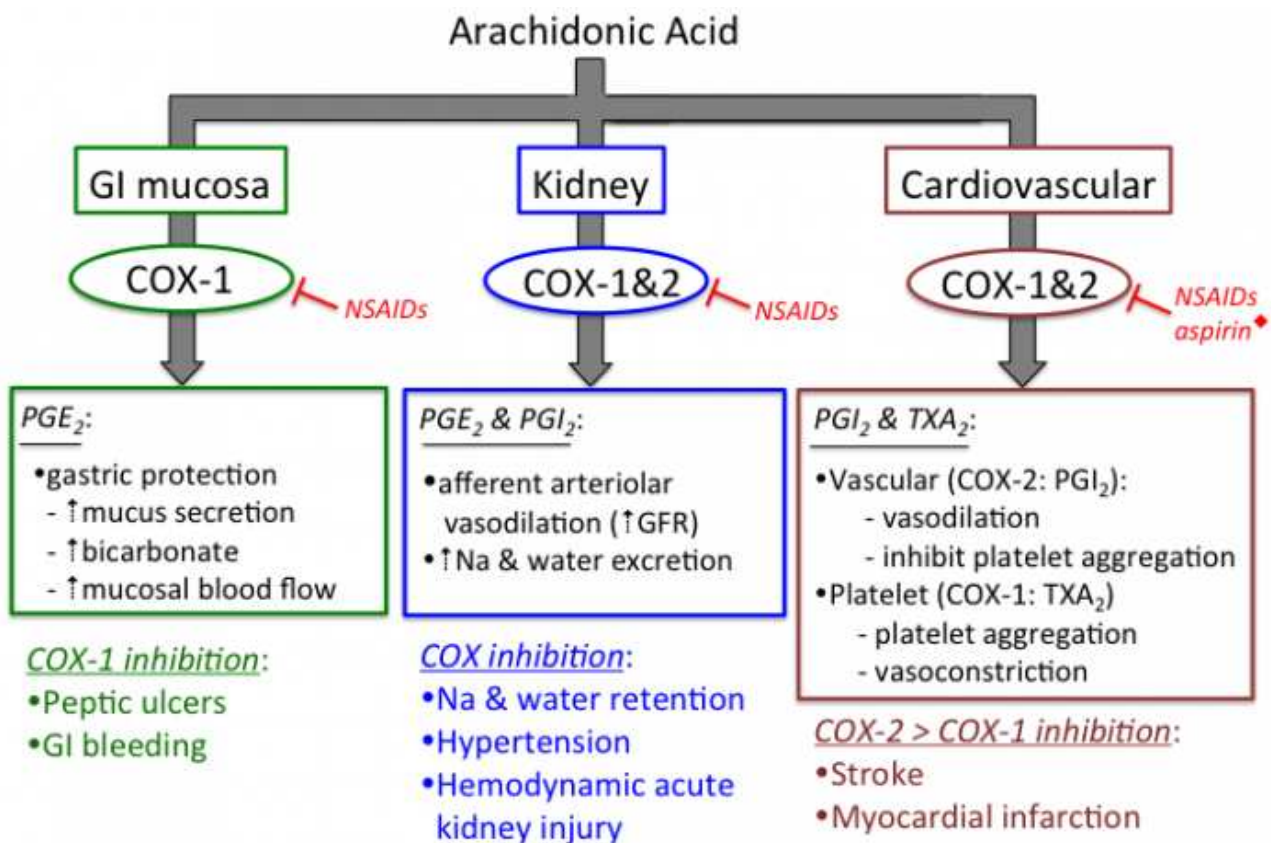 Arachidonic Acid
GI mucosa
COX-1
NSAIDs
PGE₂:
•gastric protection
- ↑mucus secretion
- ↑bicarbonate
- ↑mucosal blood flow
COX-1 inhibition:
•Peptic ulcers
•GI bleeding
Kidney
COX-1&2
NSAIDs
PGE₂ & PGI₂:
•afferent arteriolar
vasodilation (↑GFR)
•↑Na & water excretion
COX inhibition:
•Na & water retention
•Hypertension
•Hemodynamic acute
kidney injury
Cardiovascular
COX-1&2
NSAIDs
aspirin◆
PGI₂ & TXA₂:
•Vascular (COX-2: PGI₂):
- vasodilation
- inhibit platelet aggregation
•Platelet (COX-1: TXA₂)
- platelet aggregation
- vasoconstriction
COX-2 > COX-1 inhibition:
•Stroke
•Myocardial infarction